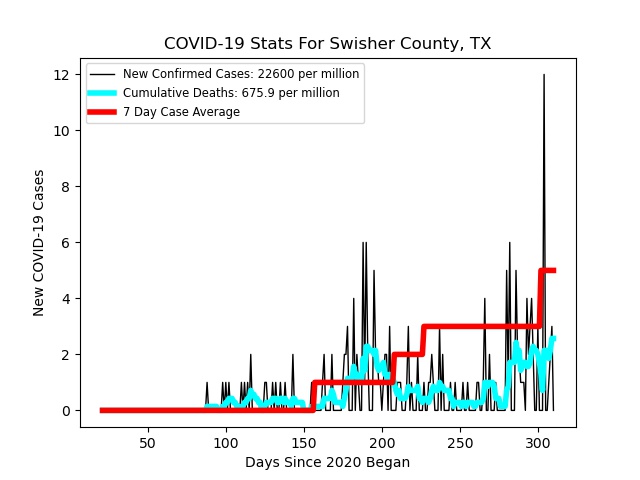 COVID-19 Stats For Swisher County, TX
New Confirmed Cases: 22600 per million
Cumulative Deaths: 675.9 per million
7 Day Case Average
New COVID-19 Cases
12
10
8
6
4
2
0
50 100 150 200 250 300
Days Since 2020 Began